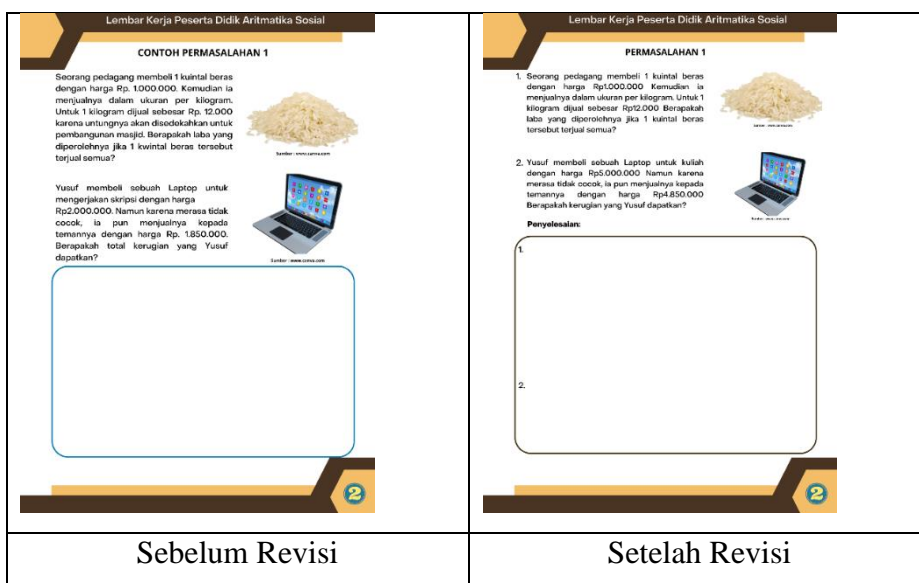 Lembar Kerja Peserta Didik Aritmatika Sosial
CONTOH PERMASALAHAN 1
Seorang pedagang membeli 1 kuintal beras
dengan harga Rp. 1.000.000. Kemudian ia
menjualnya dalam ukuran per kilogram.
Untuk 1 kilogram dijual sebesar Rp. 12.000
karena untungnya akan disedekahkan untuk
pembangunan masjid. Berapakah laba yang
diperolehnya jika 1 kwintal beras tersebut
terjual semua?
Sumber : www.canva.com
Yusuf membeli sebuah Laptop untuk
mengerjakan skripsi dengan harga
Rp2.000.000. Namun karena merasa tidak
cocok, ia pun menjualnya kepada
temannya dengan harga Rp. 1.850.000.
Berapakah total kerugian yang Yusuf
dapatkan?
Sumber : www.canva.com
2
Sebelum Revisi
Lembar Kerja Peserta Didik Aritmatika Sosial
PERMASALAHAN 1
1. Seorang pedagang membeli 1 kuintal beras
dengan harga Rp1.000.000 Kemudian ia
menjualnya dalam ukuran per kilogram. Untuk 1
kilogram dijual sebesar Rp12.000 Berapakah
laba yang diperolehnya jika 1 kuintal beras
tersebut terjual semua?
2. Yusuf membeli sebuah Laptop untuk kuliah
dengan harga Rp5.000.000 Namun karena
merasa tidak cocok, ia pun menjualnya kepada
temannya dengan harga Rp4.850.000
Berapakah kerugian yang Yusuf dapatkan?
Penyelesaian:
1.
2.
2
Setelah Revisi